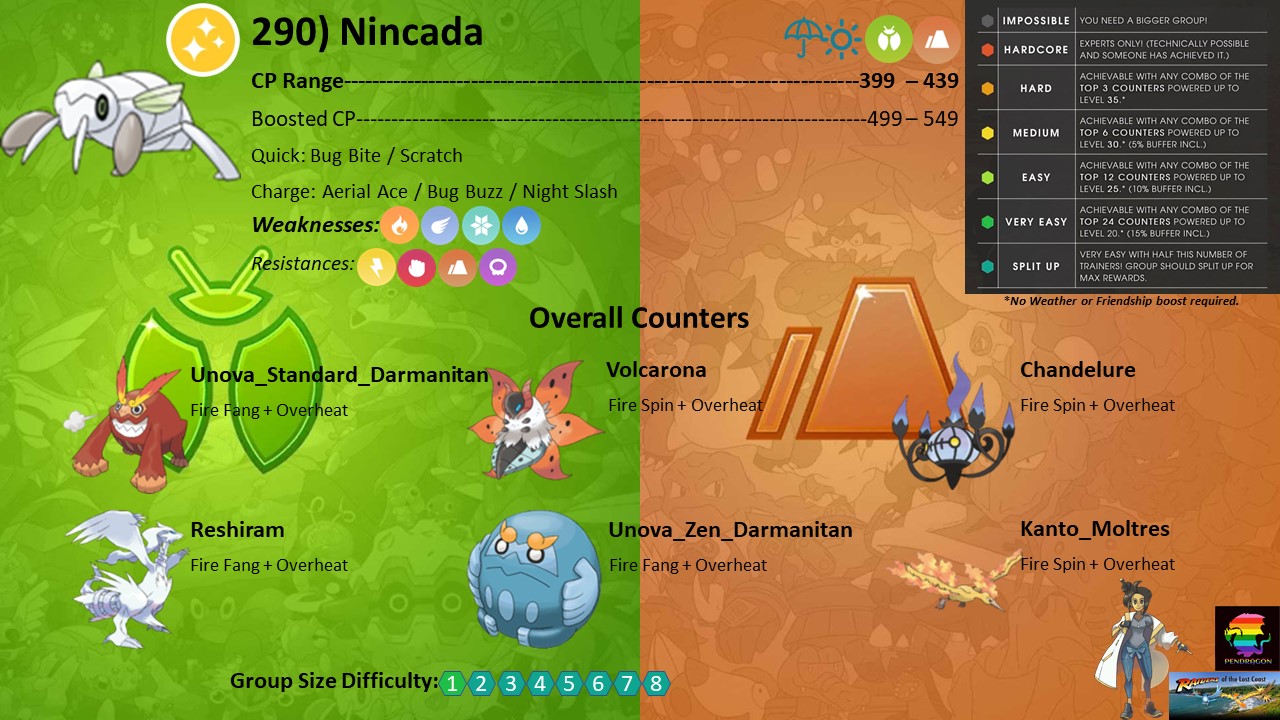 290) Nincada
CP Range---399 – 439
Boosted CP---499 – 549
Quick: Bug Bite / Scratch
Charge: Aerial Ace / Bug Buzz / Night Slash
Weaknesses:
Resistances:
IMPOSSIBLE YOU NEED A BIGGER GROUP!
HARDCORE EXPERTS ONLY! (TECHNICALLY POSSIBLE
AND SOMEONE HAS ACHIEVED IT.)
HARD ACHIEVABLE WITH ANY COMBO OF THE
TOP 3 COUNTERS POWERED UP TO
LEVEL 35.*
MEDIUM ACHIEVABLE WITH ANY COMBO OF THE
TOP 6 COUNTERS POWERED UP TO
LEVEL 30.* (5% BUFFER INCL.)
EASY ACHIEVABLE WITH ANY COMBO OF THE
TOP 12 COUNTERS POWERED UP TO
LEVEL 25.* (10% BUFFER INCL.)
VERY EASY ACHIEVABLE WITH ANY COMBO OF THE
TOP 24 COUNTERS POWERED UP TO
LEVEL 20.* (15% BUFFER INCL.)
SPLIT UP VERY EASY WITH HALF THIS NUMBER OF
TRAINERS! GROUP SHOULD SPLIT UP FOR
MAX REWARDS.
*No Weather or Friendship boost required.
Overall Counters
Unova_Standard_Darmanitan
Fire Fang + Overheat
Volcarona
Fire Spin + Overheat
Chandelure
Fire Spin + Overheat
Reshiram
Fire Fang + Overheat
Unova_Zen_Darmanitan
Fire Fang + Overheat
Kanto_Moltres
Fire Spin + Overheat
Group Size Difficulty: 1 2 3 4 5 6 7 8
PENDRAGON
RAIDERS of the Lost Coast